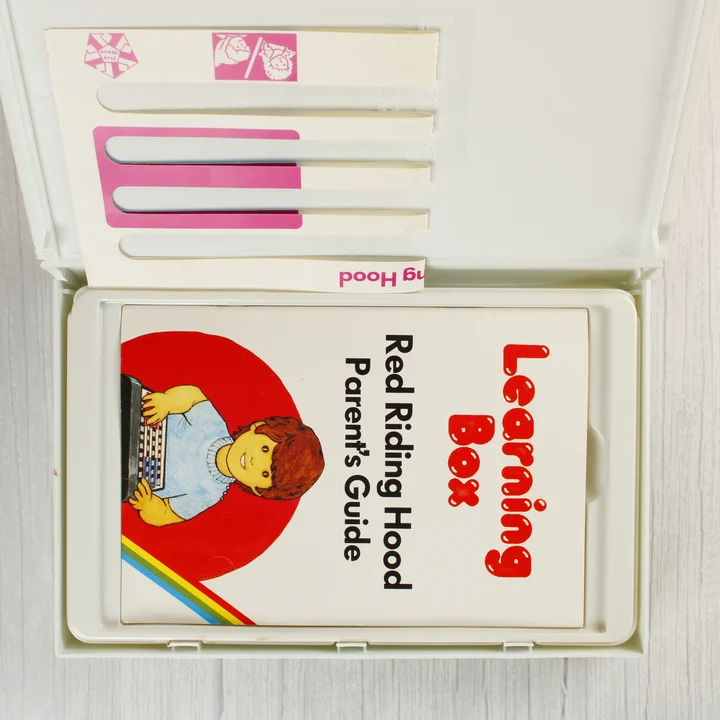 Learning
Box
Red Riding Hood
Parent's Guide
ng Hood